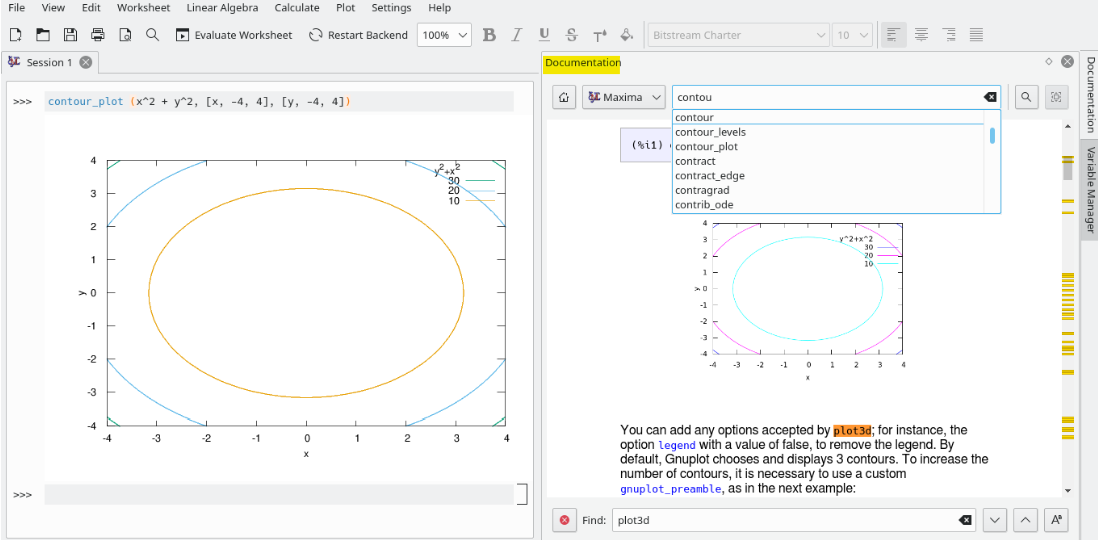 File View Edit Worksheet Linear Algebra Calculate Plot Settings Help
Evaluate Worksheet Restart Backend 100% B I U S T Bitstream Charter 10
Session 1
>>> contour_plot (x^2 + y^2, [x, -4, 4], [y, -4, 4])
y²+x²
30
20
10
4
3
2
1
0
-1
-2
-3
-4
y
-4 -3 -2 -1 0 1 2 3 4
x
>>>
Documentation
Maxima
contou
contour
contour_levels
contour_plot
contract
contract_edge
contragrad
contrib_ode
(%i1)
y^2+x^2
30
20
10
4
3
2
1
0
-1
-2
-3
-4
y
-4 -3 -2 -1 0 1 2 3 4
x
You can add any options accepted by plot3d; for instance, the
option legend with a value of false, to remove the legend. By
default, Gnuplot chooses and displays 3 contours. To increase the
number of contours, it is necessary to use a custom
gnuplot_preamble, as in the next example:
Find: plot3d
Documentation
Variable Manager